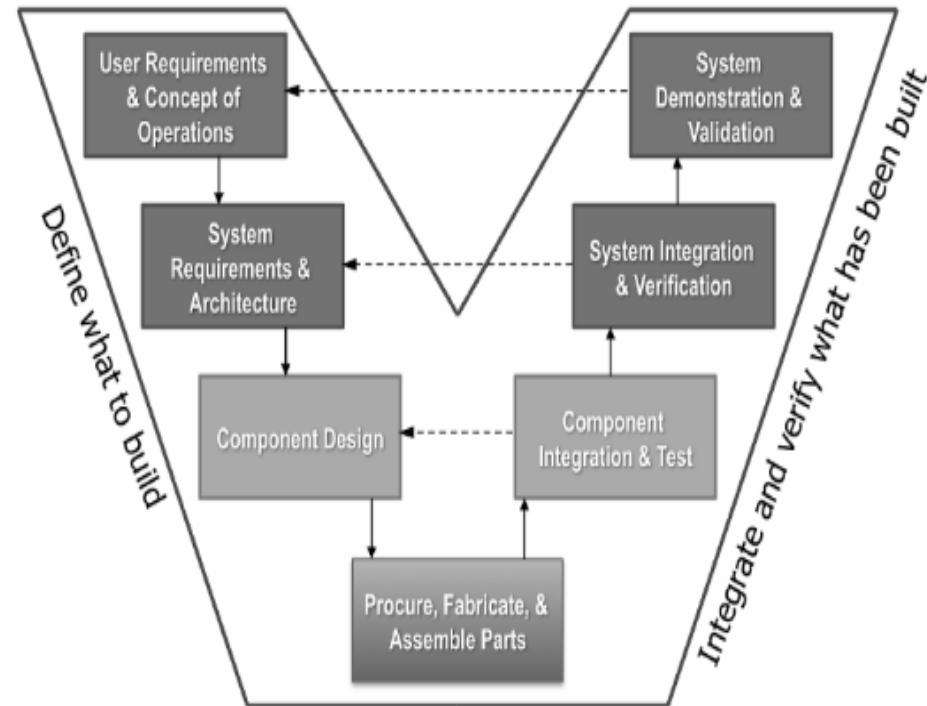 User Requirements
& Concept of
Operations
System
Demonstration &
Validation
System
Requirements &
Architecture
System Integration
& Verification
Component Design
Component
Integration & Test
Procure, Fabricate, &
Assemble Parts
Define what to build
Integrate and verify what has been built